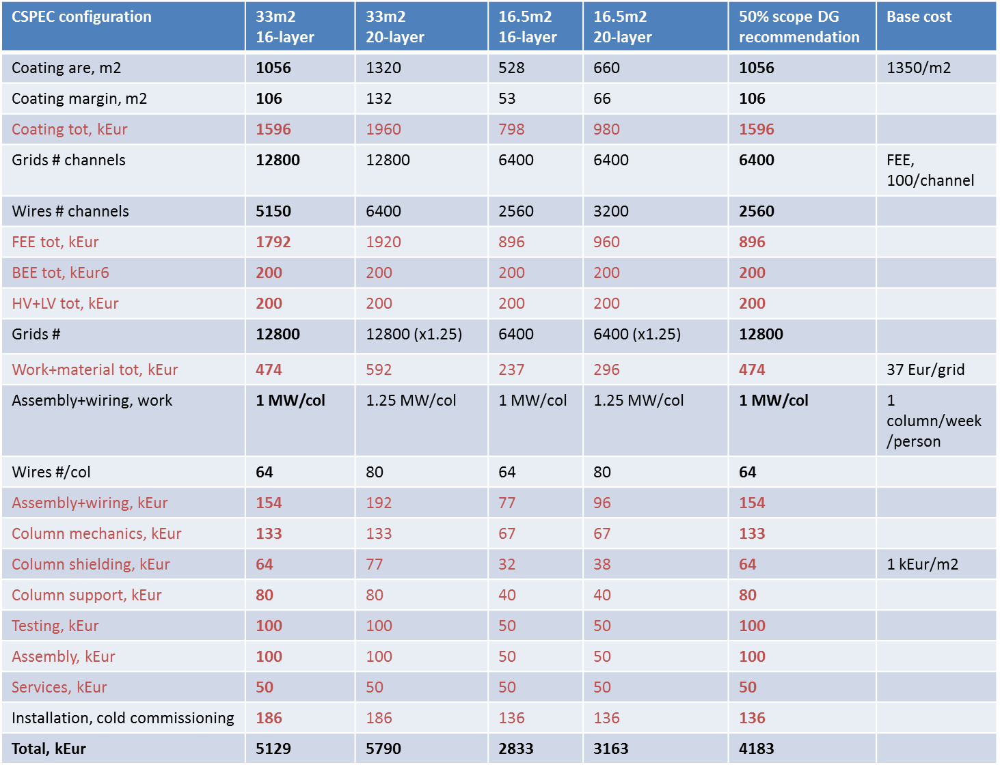 CSPEC configuration 33m2 33m2 16.5m2 16.5m2 50% scope DG Base cost
16-layer 20-layer 16-layer 20-layer recommendation
Coating are, m2 1056 1320 528 660 1056 1350/m2
Coating margin, m2 106 132 53 66 106
Coating tot, kEur 1596 1960 798 980 1596
Grids # channels 12800 12800 6400 6400 6400 FEE,
100/channel
Wires # channels 5150 6400 2560 3200 2560
FEE tot, kEur 1792 1920 896 960 896
BEE tot, kEur6 200 200 200 200 200
HV+LV tot, kEur 200 200 200 200 200
Grids # 12800 12800 (x1.25) 6400 6400 (x1.25) 12800
Work+material tot, kEur 474 592 237 296 474 37 Eur/grid
Assembly+wiring, work 1 MW/col 1.25 MW/col 1 MW/col 1.25 MW/col 1 MW/col 1
column/week
/person
Wires #/col 64 80 64 80 64
Assembly+wiring, kEur 154 192 77 96 154
Column mechanics, kEur 133 133 67 67 133
Column shielding, kEur 64 77 32 38 64 1 kEur/m2
Column support, kEur 80 80 40 40 80
Testing, kEur 100 100 50 50 100
Assembly, kEur 100 100 50 50 100
Services, kEur 50 50 50 50 50
Installation, cold commissioning 186 186 136 136 136
Total, kEur 5129 5790 2833 3163 4183